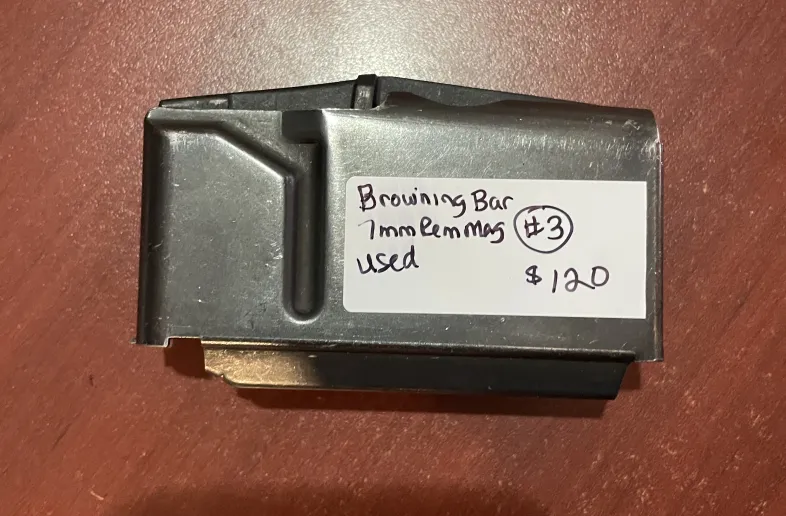 Browning Bar
7mm Rem Mag #3
used
$120